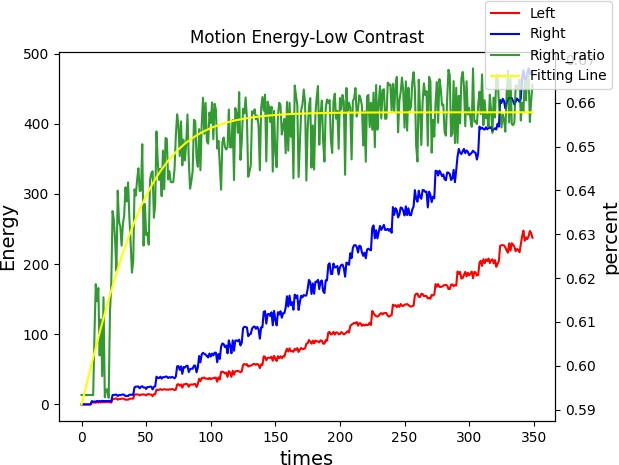 Motion Energy-Low Contrast
Left
Right
Right_ratio
Fitting Line
Energy
500
400
300
200
100
0
0.67
0.66
0.65
0.64
0.63
0.62
0.61
0.60
0.59
percent
0
50
100
150
200
250
300
350
times